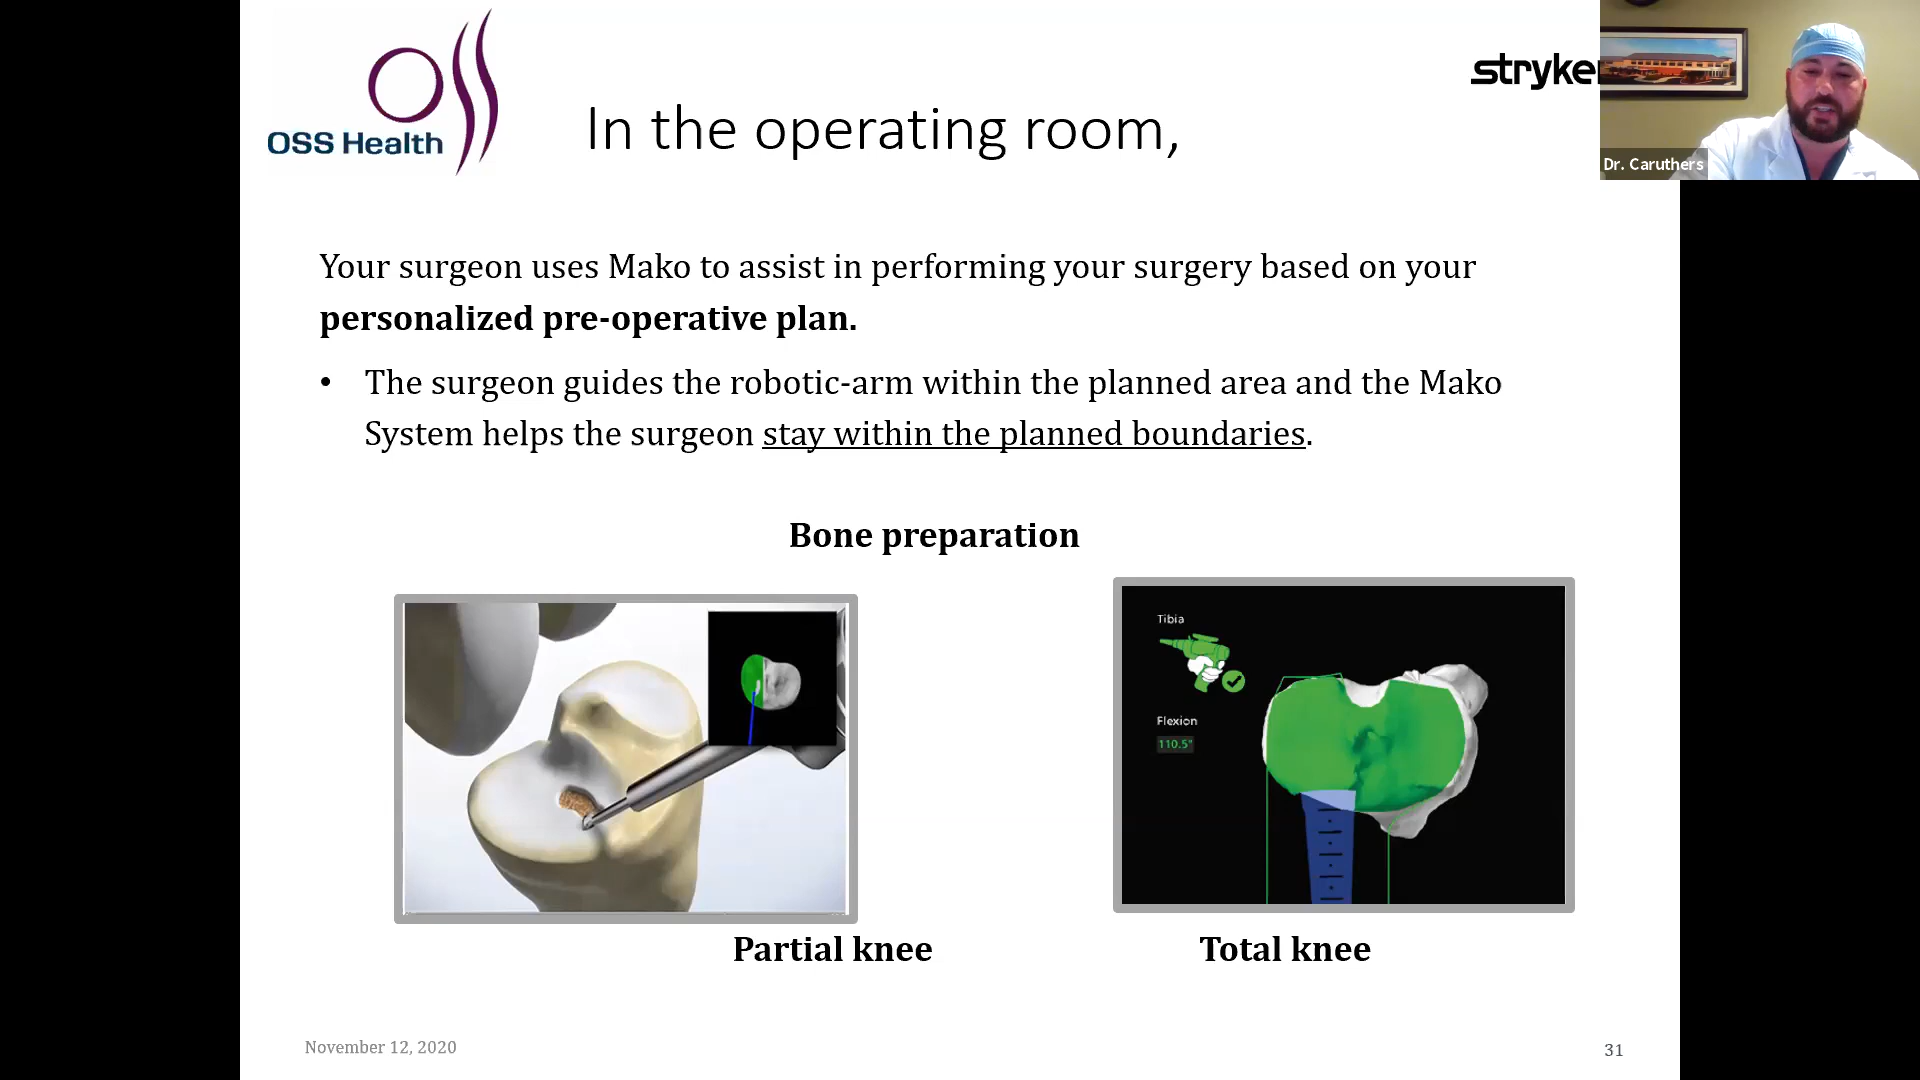 OSS Health
stryker
Dr. Caruthers
In the operating room,
Your surgeon uses Mako to assist in performing your surgery based on your
personalized pre-operative plan.
• The surgeon guides the robotic-arm within the planned area and the Mako
System helps the surgeon stay within the planned boundaries.
Bone preparation
Tibia
Flexion
110.5°
Partial knee
Total knee
November 12, 2020
31